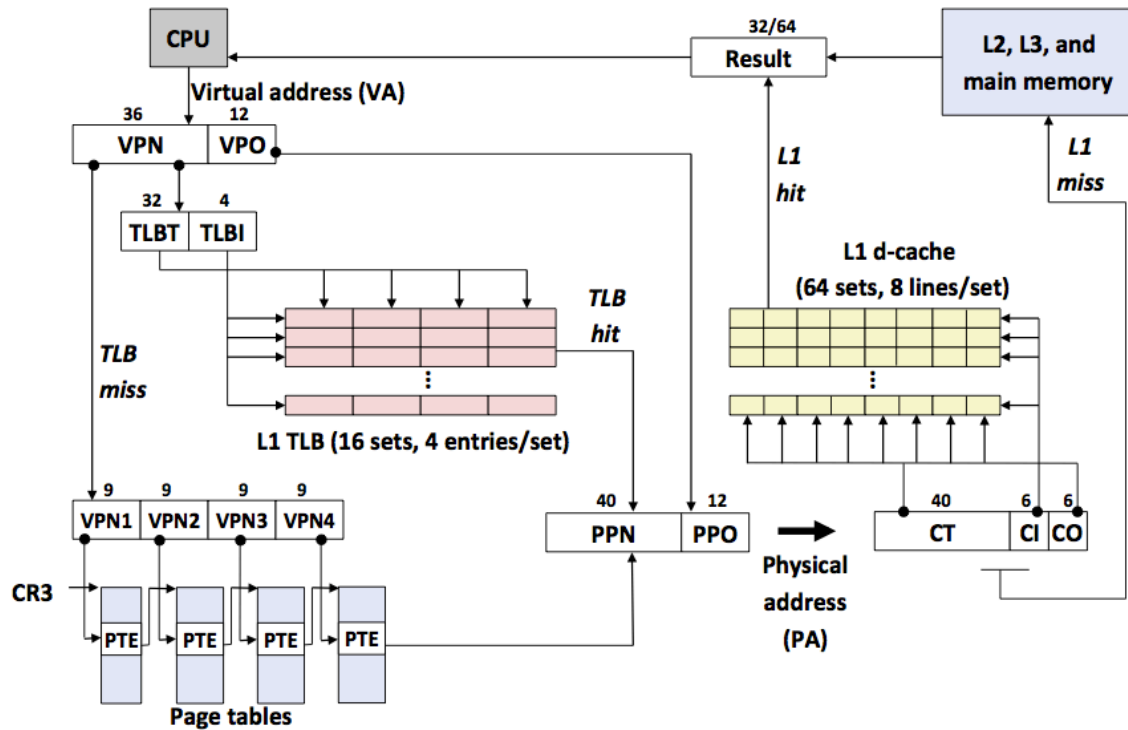 CPU
32/64
Result
L2, L3, and
main memory
Virtual address (VA)
36
12
VPN
VPO
L1
hit
L1
miss
32
4
TLBT
TLBI
L1 d-cache
(64 sets, 8 lines/set)
TLB
hit
TLB
miss
...
...
L1 TLB (16 sets, 4 entries/set)
9
9
9
9
VPN1
VPN2
VPN3
VPN4
40
12
PPN
PPO
40
6
6
CT
CI
CO
Physical
address
(PA)
CR3
PTE
PTE
PTE
PTE
Page tables